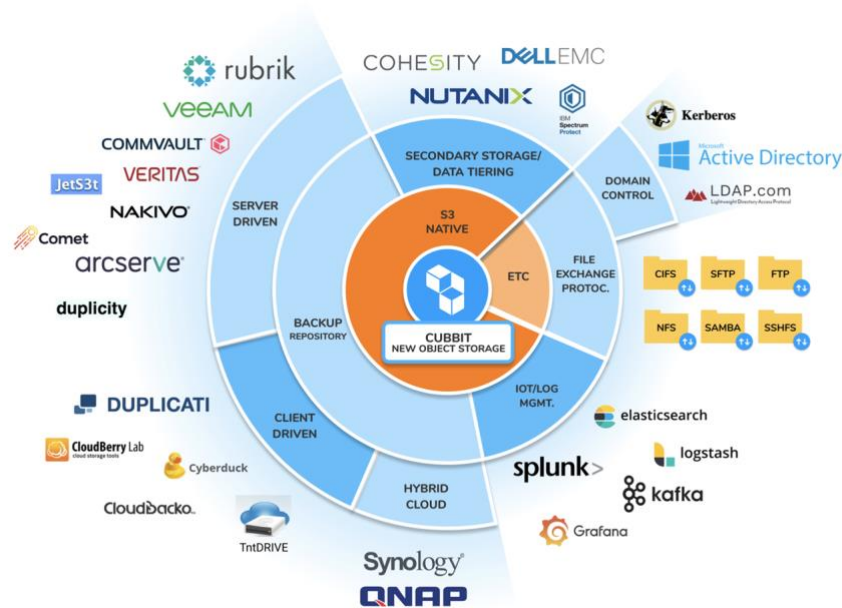 rubrik
veeam
COMMVAULT
JetS3t
VERITAS
NAKIVO
Comet
arcserve
duplicity
COHESITY
DELLEMC
NUTANIX
IBM
Spectrum
Protect
Kerberos
Microsoft
Active Directory
LDAP.com
Lightweight Directory Access Protocol
SECONDARY STORAGE/
DATA TIERING
DOMAIN
CONTROL
SERVER
DRIVEN
S3
NATIVE
ETC
FILE
EXCHANGE
PROTOC.
CIFS
SFTP
FTP
NFS
SAMBA
SSHFS
BACKUP
REPOSITORY
CUBBIT
NEW OBJECT STORAGE
IOT/LOG
MGMT.
CLIENT
DRIVEN
HYBRID
CLOUD
DUPLICATI
CloudBerry Lab
cloud storage tools
Cyberduck
Cloudbacko
TntDRIVE
elasticsearch
splunk>
logstash
kafka
Grafana
Synology
QNAP